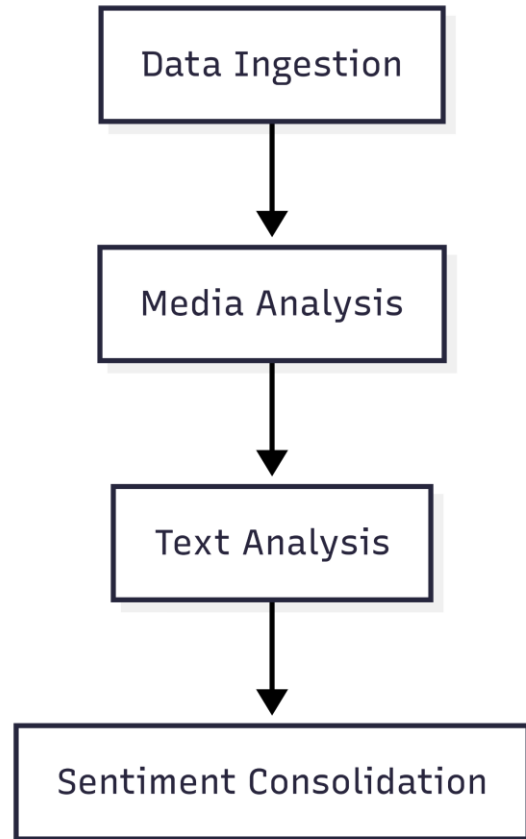 Data Ingestion
Media Analysis
Text Analysis
Sentiment Consolidation